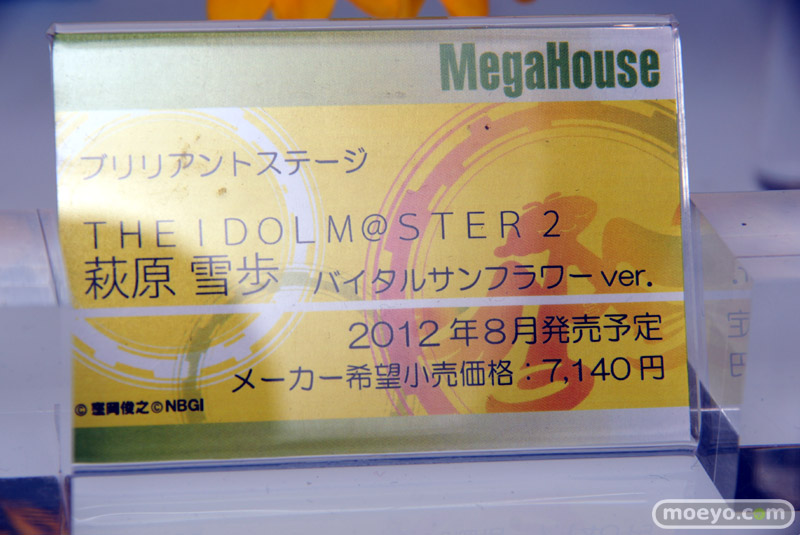 MegaHouse
ブリリアントステージ
THE IDOLM@STER 2
萩原 雪歩 バイタルサンフラワー ver.
2012年8月発売予定
メーカー希望小売価格：7,140円
©窪岡俊之©NBGI
moeyo.com